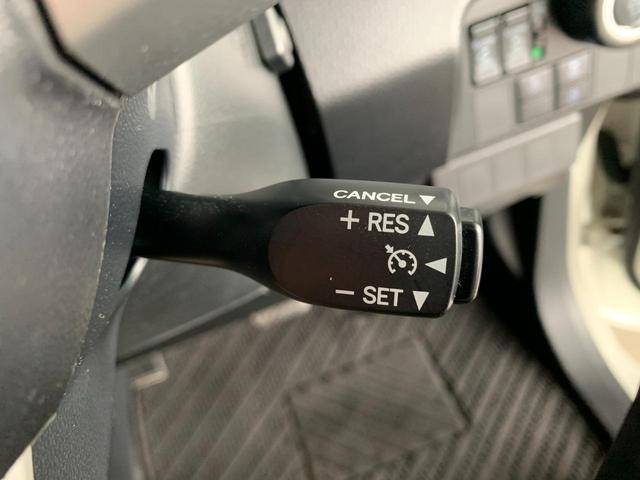 CANCEL ▼
+ RES ▲
◀
− SET ▼